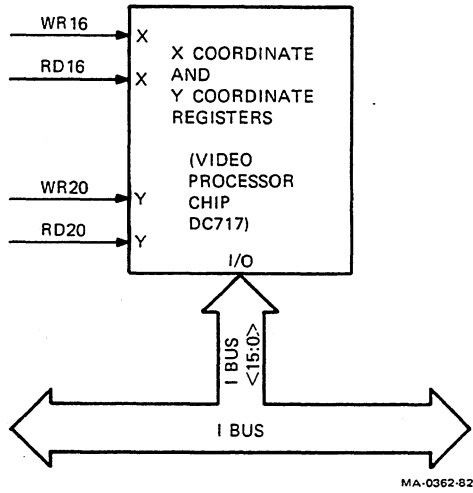 WR16
X
RD16
X
X COORDINATE
AND
Y COORDINATE
REGISTERS
(VIDEO
PROCESSOR
CHIP
DC717)
WR20
Y
RD20
Y
I/O
I BUS
<15:0>
I BUS
MA-0362-82